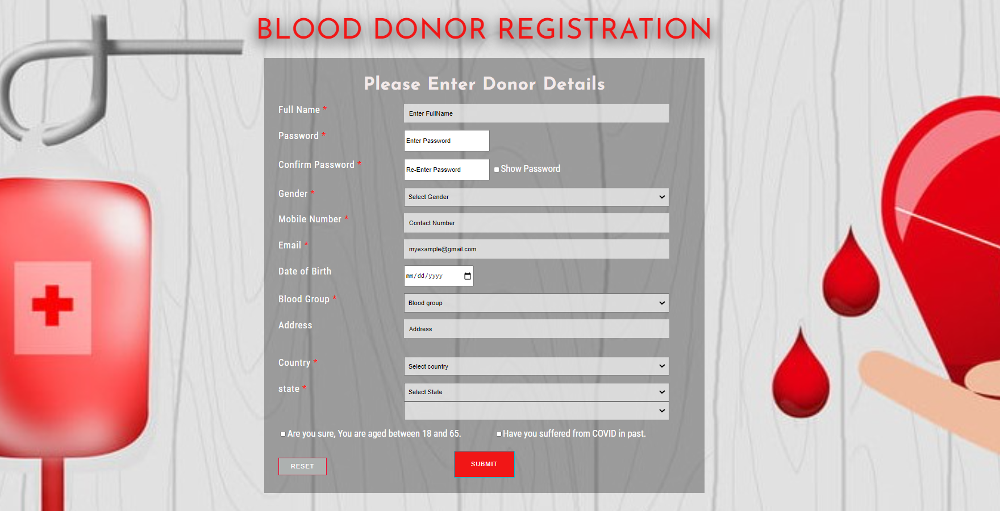 BLOOD DONOR REGISTRATION
Please Enter Donor Details
Full Name * Enter FullName
Password * Enter Password
Confirm Password * Re-Enter Password Show Password
Gender * Select Gender
Mobile Number * Contact Number
Email * myexample@gmail.com
Date of Birth mm/dd/yyyy
Blood Group * Blood group
Address Address
Country * Select country
state * Select State
Are you sure, You are aged between 18 and 65. Have you suffered from COVID in past.
RESET SUBMIT